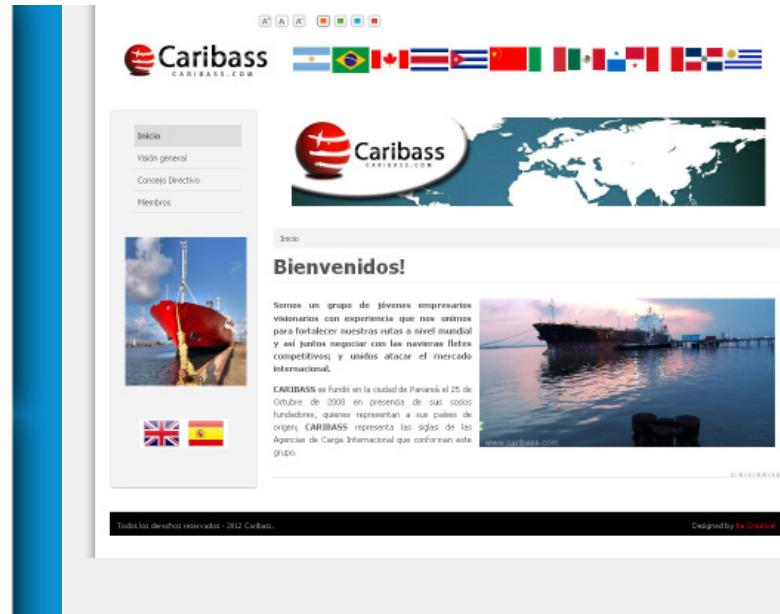 A A A
Caribass
CARIBASS.COM
Caribass
CARIBASS.COM
Inicio
Visión general
Consejo Directivo
Miembros
Inicio
Bienvenidos!
Somos un grupo de jóvenes empresarios
visionarios con experiencia que nos unimos
para fortalecer nuestras rutas a nivel mundial
y así juntos negociar con las navieras fletes
competitivos; y unidos atacar el mercado
internacional.
CARIBASS se fundó en la ciudad de Panamá el 25 de
Octubre de 2008 en presencia de sus socios
fundadores, quienes representan a sus países de
origen; CARIBASS representa las siglas de las
Agencias de Carga Internacional que conforman este
grupo.
www.caribass.com
Todos los derechos reservados - 2012 Caribass.
Designed by be Creative!